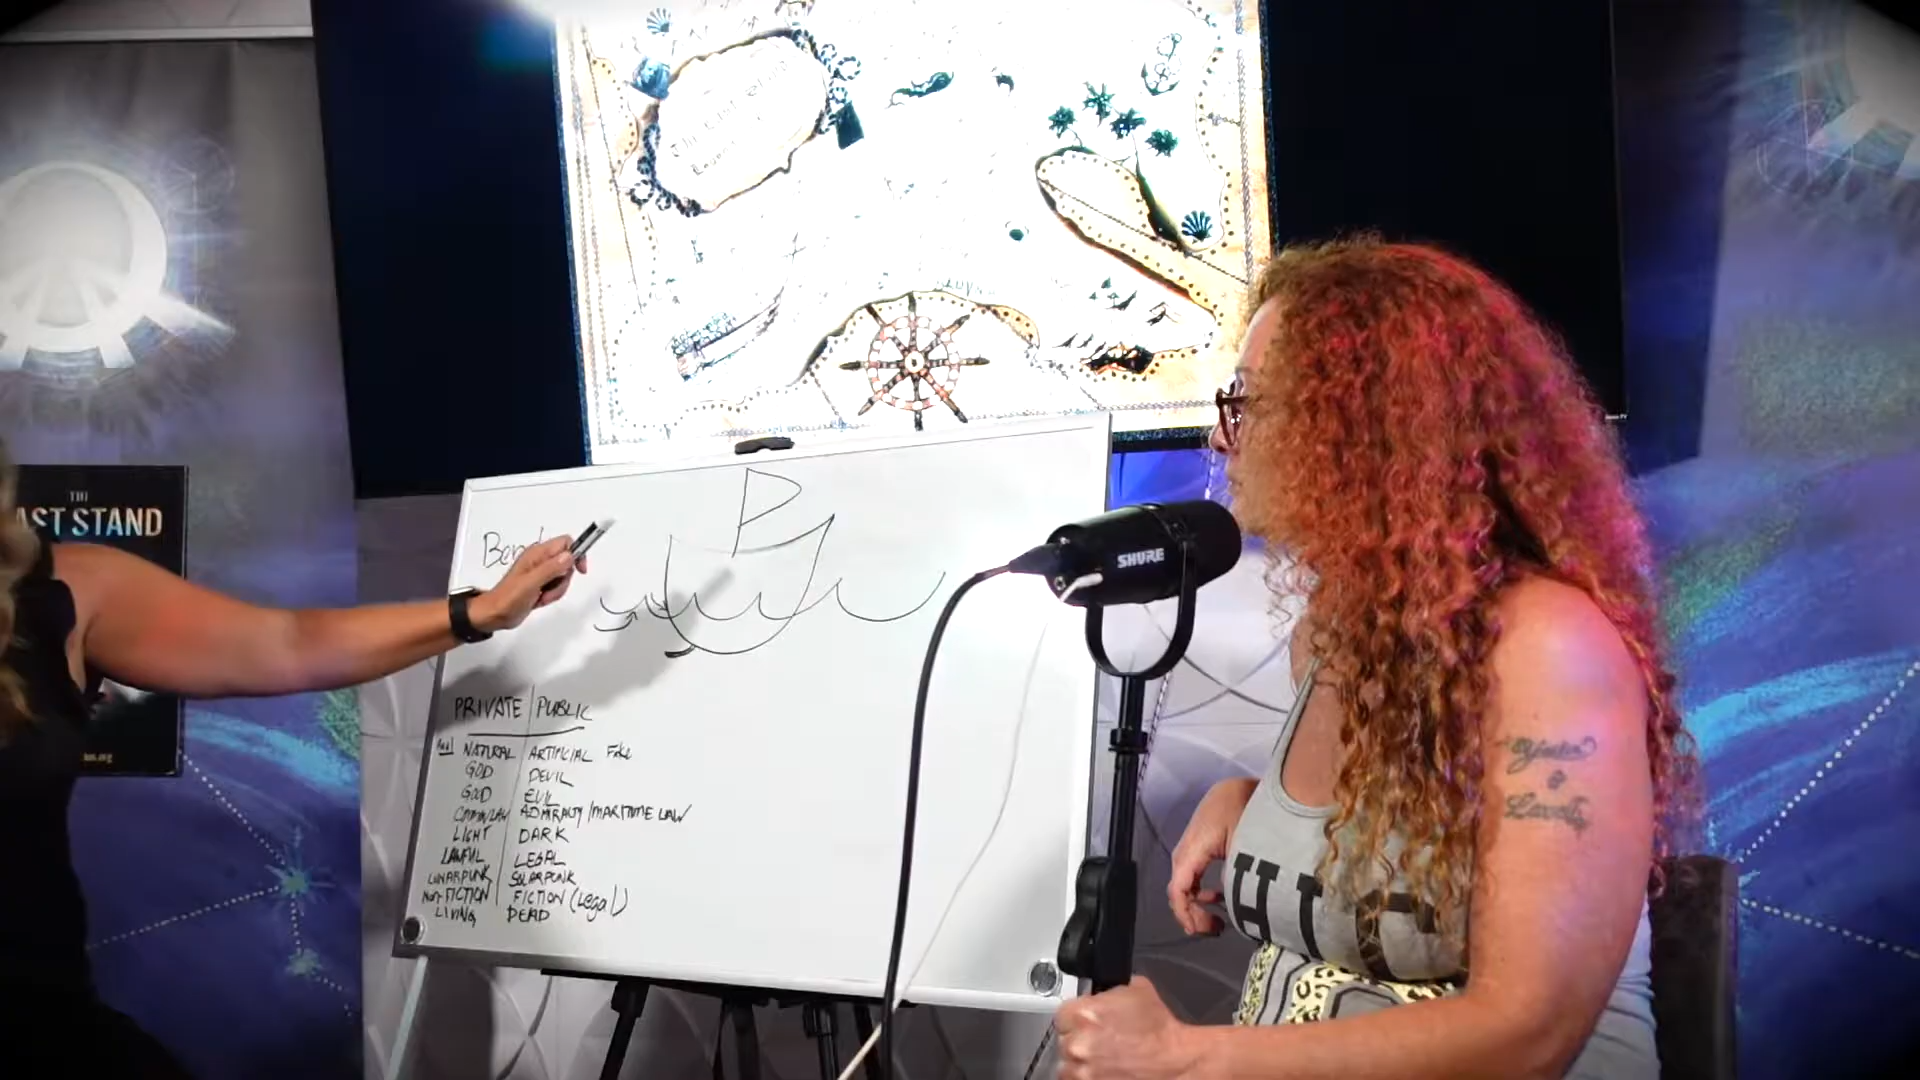 THE
AST STAND
SHURE
PRIVATE PUBLIC
Real NATURAL ARTIFICIAL Fake
GOD DEVIL
GOOD EVIL
COMMON LAW ADMIRALTY/MARITIME LAW
LIGHT DARK
LAWFUL LEGAL
LUNARPUNK SOLARPUNK
NON-FICTION FICTION (Legal)
LIVING DEAD